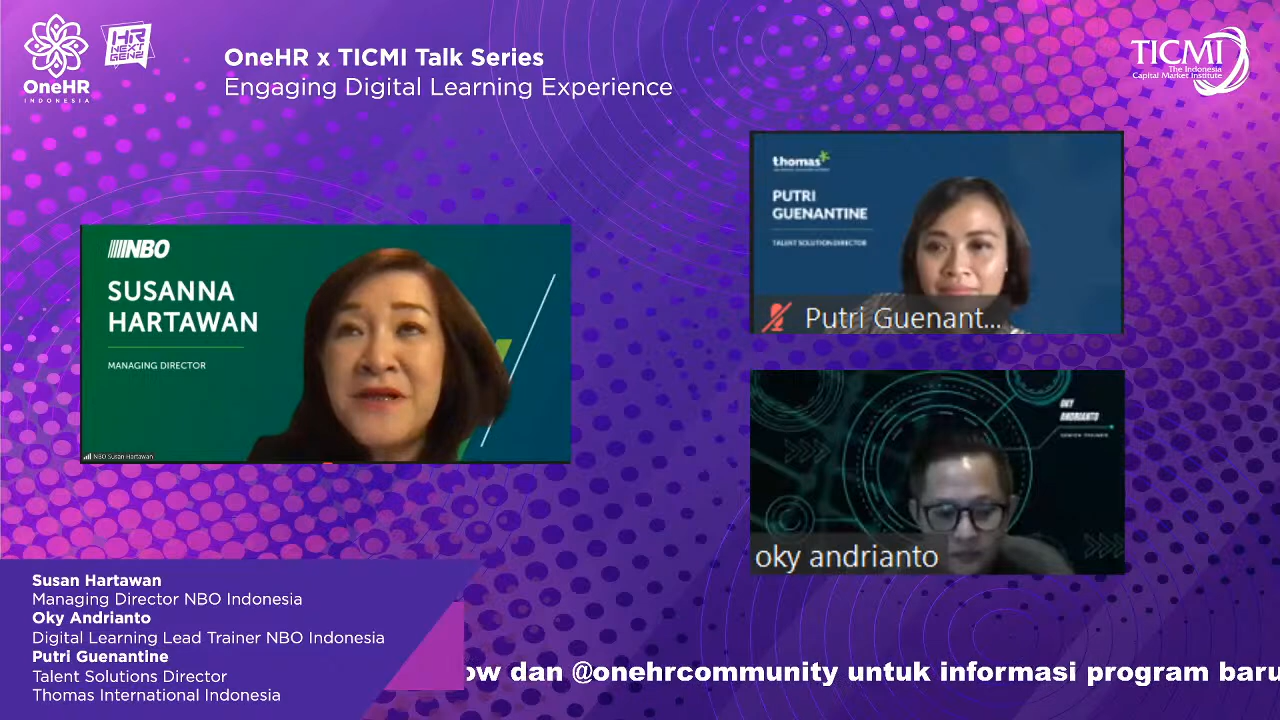 OneHR
INDONESIA
HR
NEXT
GEN2
OneHR x TICMI Talk Series
Engaging Digital Learning Experience
TICMI
The Indonesia
Capital Market Institute
NBO
SUSANNA
HARTAWAN
MANAGING DIRECTOR
NBO Susan Hartawan
thomas
PUTRI
GUENANTINE
TALENT SOLUTION DIRECTOR
Putri Guenant...
OKY
ANDRIANTO
SENIOR TRAINER
oky andrianto
Susan Hartawan
Managing Director NBO Indonesia
Oky Andrianto
Digital Learning Lead Trainer NBO Indonesia
Putri Guenantine
Talent Solutions Director
Thomas International Indonesia
ow dan @onehrcommunity untuk informasi program baru